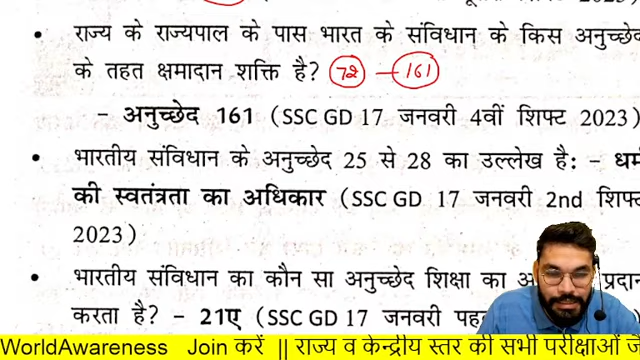 2023)
• राज्य के राज्यपाल के पास भारत के संविधान के किस अनुच्छेद
के तहत क्षमादान शक्ति है? 72 – 161
– अनुच्छेद 161 (SSC GD 17 जनवरी 4वीं शिफ्ट 2023)
• भारतीय संविधान के अनुच्छेद 25 से 28 का उल्लेख है: – धर्म
की स्वतंत्रता का अधिकार (SSC GD 17 जनवरी 2nd शिफ्ट
2023)
• भारतीय संविधान का कौन सा अनुच्छेद शिक्षा का
करता है? – 21ए (SSC GD 17 जनवरी
WorldAwareness Join करें || राज्य व केन्द्रीय स्तर की सभी परीक्षाओं